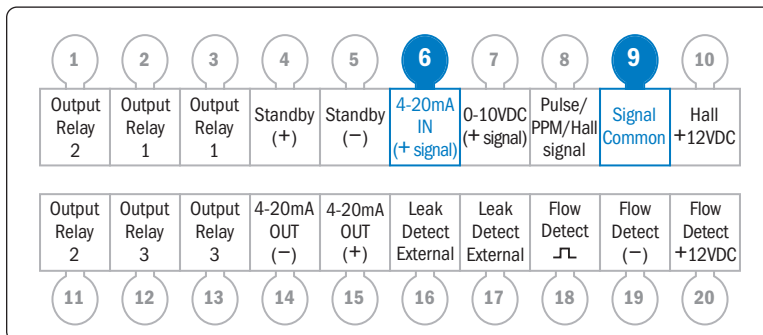 1 2 3 4 5 6 7 8 9 10
Output Relay 2
Output Relay 1
Output Relay 1
Standby (+)
Standby (−)
4-20mA IN (+ signal)
0-10VDC (+ signal)
Pulse/ PPM/Hall signal
Signal Common
Hall +12VDC
Output Relay 2
Output Relay 3
Output Relay 3
4-20mA OUT (−)
4-20mA OUT (+)
Leak Detect External
Leak Detect External
Flow Detect
Flow Detect (−)
Flow Detect +12VDC
11 12 13 14 15 16 17 18 19 20